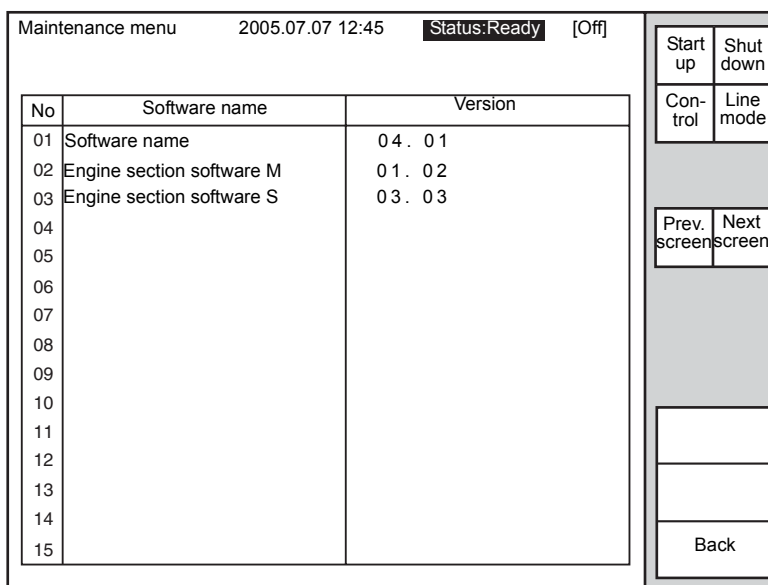 Maintenance menu 2005.07.07 12:45 Status:Ready [Off]
No Software name Version
01 Software name 04. 01
02 Engine section software M 01. 02
03 Engine section software S 03. 03
04
05
06
07
08
09
10
11
12
13
14
15
Start up
Shut down
Con-
trol
Line mode
Prev. screen
Next screen
Back